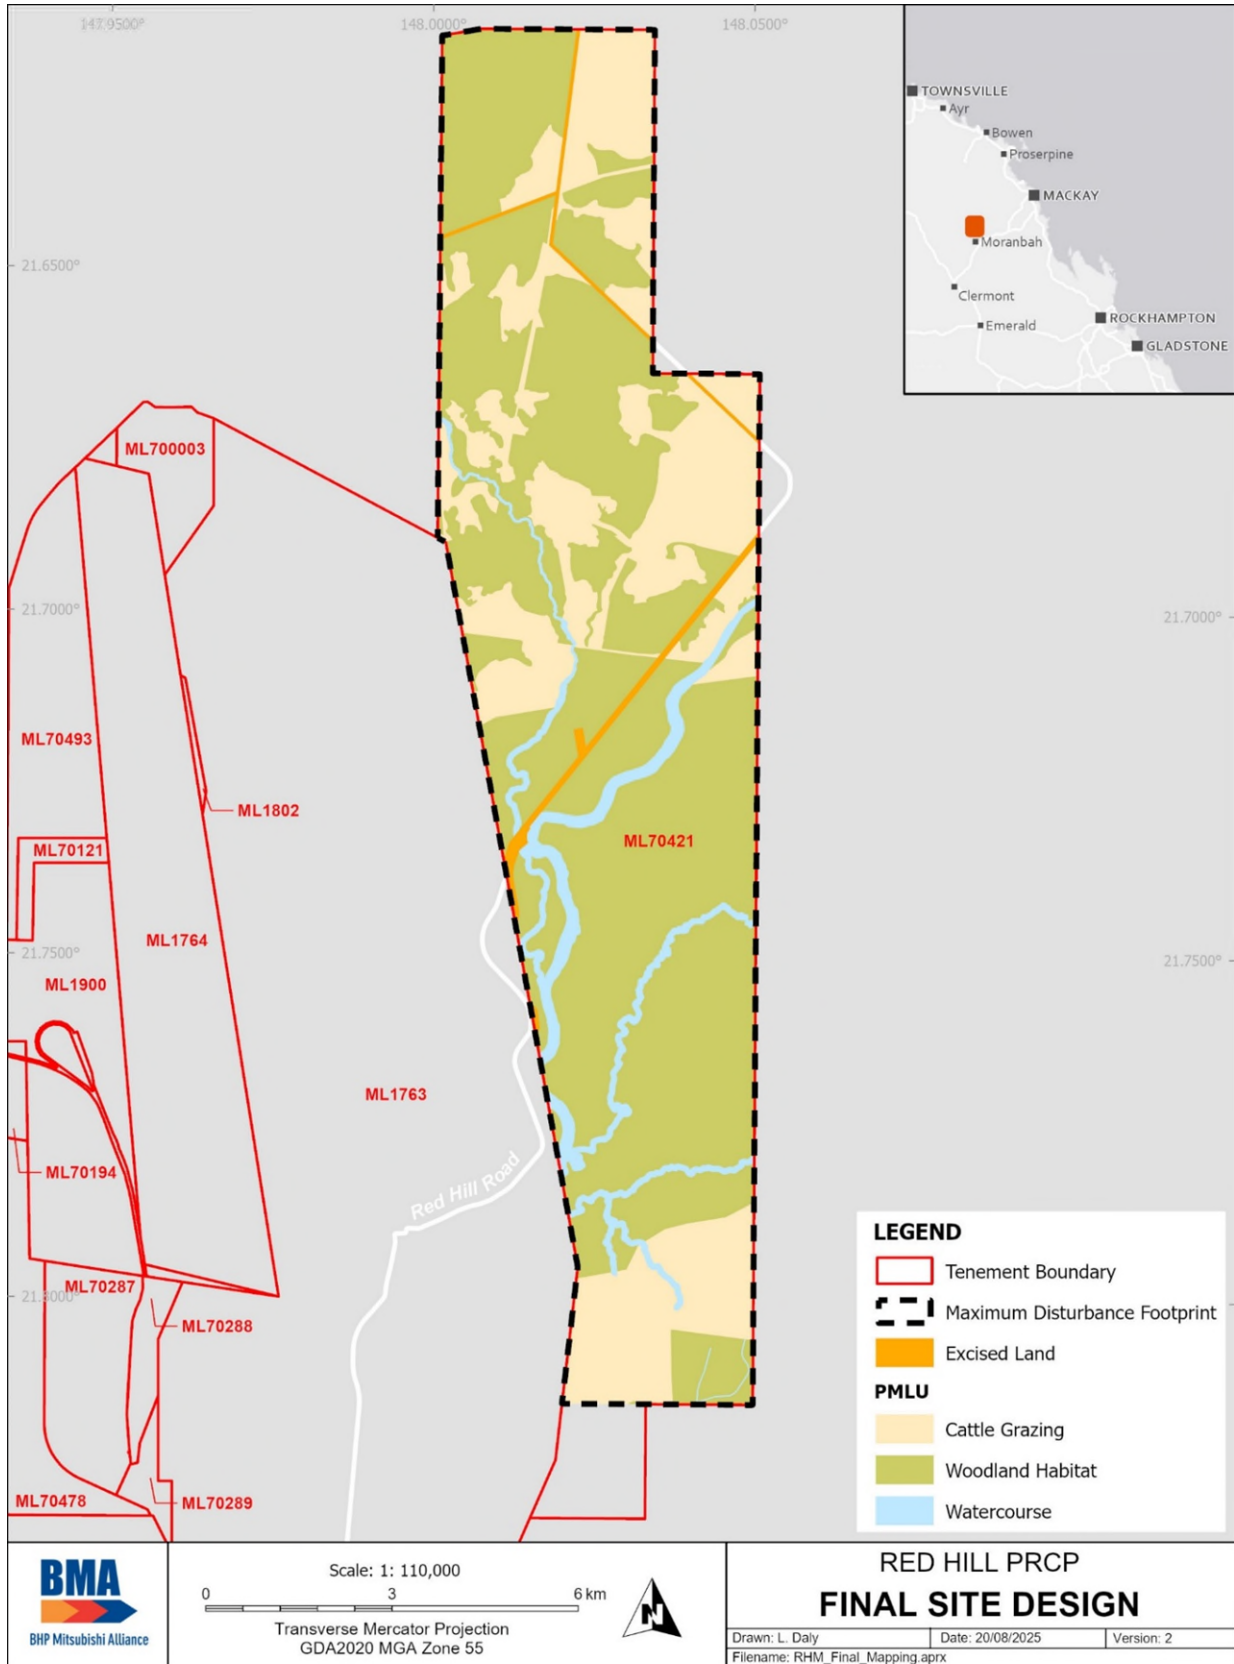 147.9500°
148.0000°
148.0500°
TOWNSVILLE
Ayr
Bowen
Proserpine
MACKAY
Moranbah
Clermont
Emerald
ROCKHAMPTON
GLADSTONE
21.6500°
ML700003
21.7000°
21.7000°
ML70493
ML1802
ML70421
ML70121
ML1764
21.7500°
21.7500°
ML1900
ML1763
ML70194
Red Hill Road
ML70287
21.8000°
ML70288
ML70478
ML70289
LEGEND
Tenement Boundary
Maximum Disturbance Footprint
Excised Land
PMLU
Cattle Grazing
Woodland Habitat
Watercourse
BMA
BHP Mitsubishi Alliance
Scale: 1: 110,000
0 3 6 km
Transverse Mercator Projection
GDA2020 MGA Zone 55
N
RED HILL PRCP
FINAL SITE DESIGN
Drawn: L. Daly Date: 20/08/2025 Version: 2
Filename: RHM_Final_Mapping.aprx